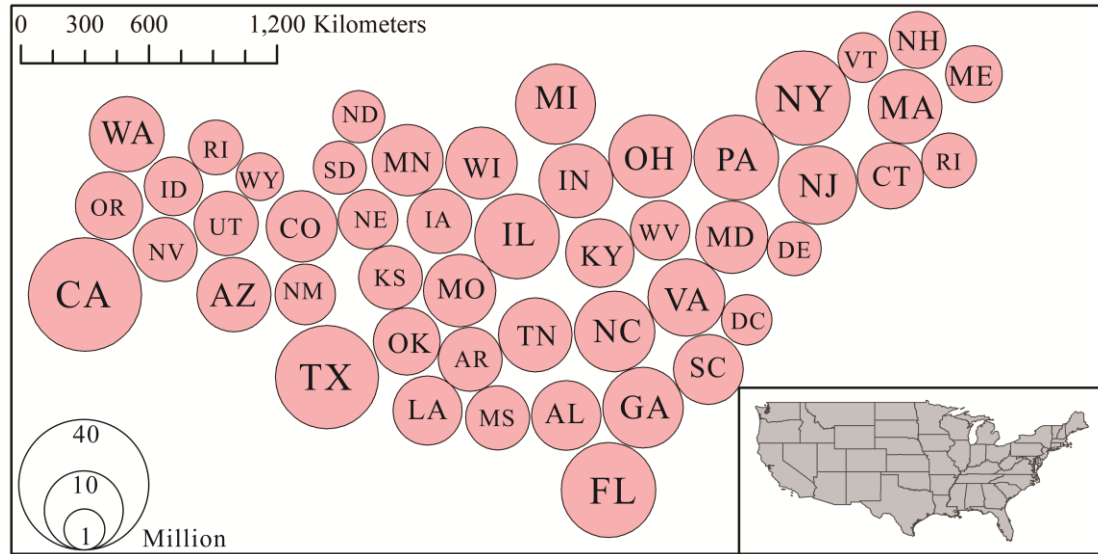 0 300 600 1,200 Kilometers
NH
VT
ME
MI
NY
MA
ND
WA
RI
MN
WI
OH
PA
RI
SD
IN
CT
WY
ID
NJ
OR
NE
IA
UT
CO
IL
WV
MD
NV
KY
DE
KS
MO
CA
AZ
NM
VA
DC
OK
TN
NC
AR
SC
TX
LA
MS
AL
GA
FL
40
10
1
Million